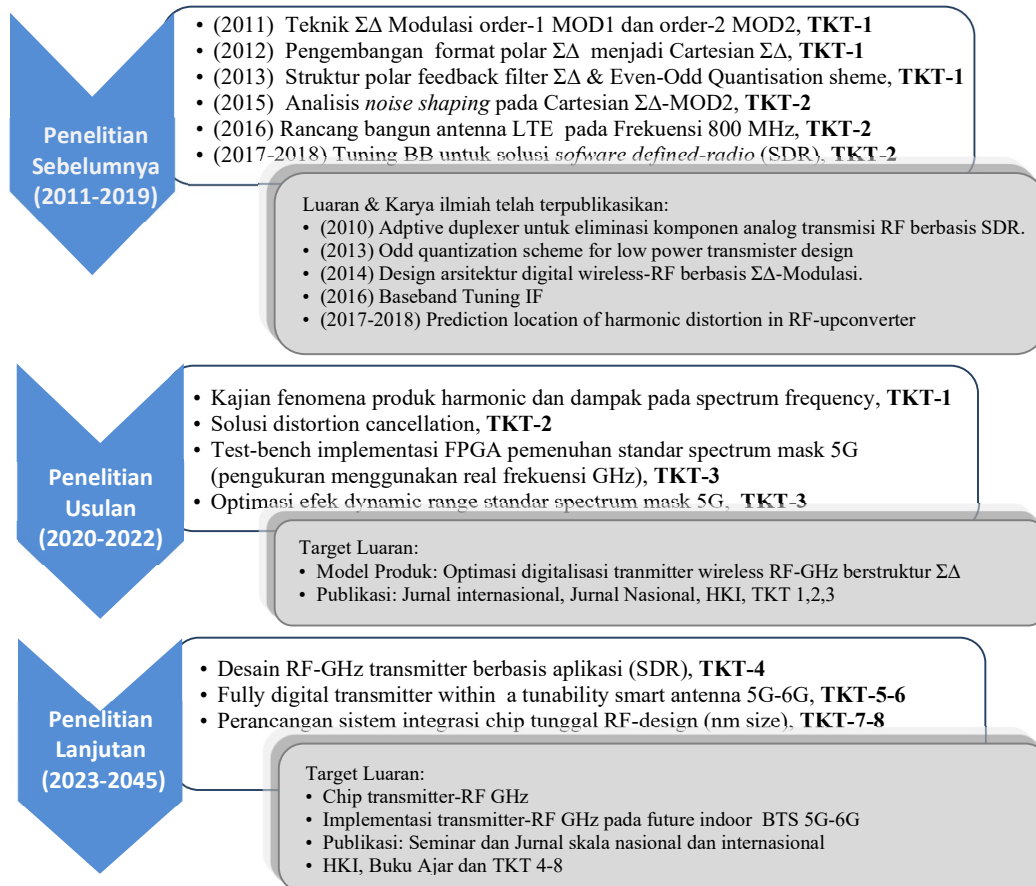 Penelitian
Sebelumnya
(2011-2019)
• (2011) Teknik ΣΔ Modulasi order-1 MOD1 dan order-2 MOD2, TKT-1
• (2012) Pengembangan format polar ΣΔ menjadi Cartesian ΣΔ, TKT-1
• (2013) Struktur polar feedback filter ΣΔ & Even-Odd Quantisation sheme, TKT-1
• (2015) Analisis noise shaping pada Cartesian ΣΔ-MOD2, TKT-2
• (2016) Rancang bangun antenna LTE pada Frekuensi 800 MHz, TKT-2
• (2017-2018) Tuning BB untuk solusi sofware defined-radio (SDR), TKT-2
Luaran & Karya ilmiah telah terpublikasikan:
• (2010) Adptive duplexer untuk eliminasi komponen analog transmisi RF berbasis SDR.
• (2013) Odd quantization scheme for low power transmister design
• (2014) Design arsitektur digital wireless-RF berbasis ΣΔ-Modulasi.
• (2016) Baseband Tuning IF
• (2017-2018) Prediction location of harmonic distortion in RF-upconverter
Penelitian
Usulan
(2020-2022)
• Kajian fenomena produk harmonic dan dampak pada spectrum frequency, TKT-1
• Solusi distortion cancellation, TKT-2
• Test-bench implementasi FPGA pemenuhan standar spectrum mask 5G
(pengukuran menggunakan real frekuensi GHz), TKT-3
• Optimasi efek dynamic range standar spectrum mask 5G, TKT-3
Target Luaran:
• Model Produk: Optimasi digitalisasi tranmitter wireless RF-GHz berstruktur ΣΔ
• Publikasi: Jurnal internasional, Jurnal Nasional, HKI, TKT 1,2,3
Penelitian
Lanjutan
(2023-2045)
• Desain RF-GHz transmitter berbasis aplikasi (SDR), TKT-4
• Fully digital transmitter within a tunability smart antenna 5G-6G, TKT-5-6
• Perancangan sistem integrasi chip tunggal RF-design (nm size), TKT-7-8
Target Luaran:
• Chip transmitter-RF GHz
• Implementasi transmitter-RF GHz pada future indoor BTS 5G-6G
• Publikasi: Seminar dan Jurnal skala nasional dan internasional
• HKI, Buku Ajar dan TKT 4-8